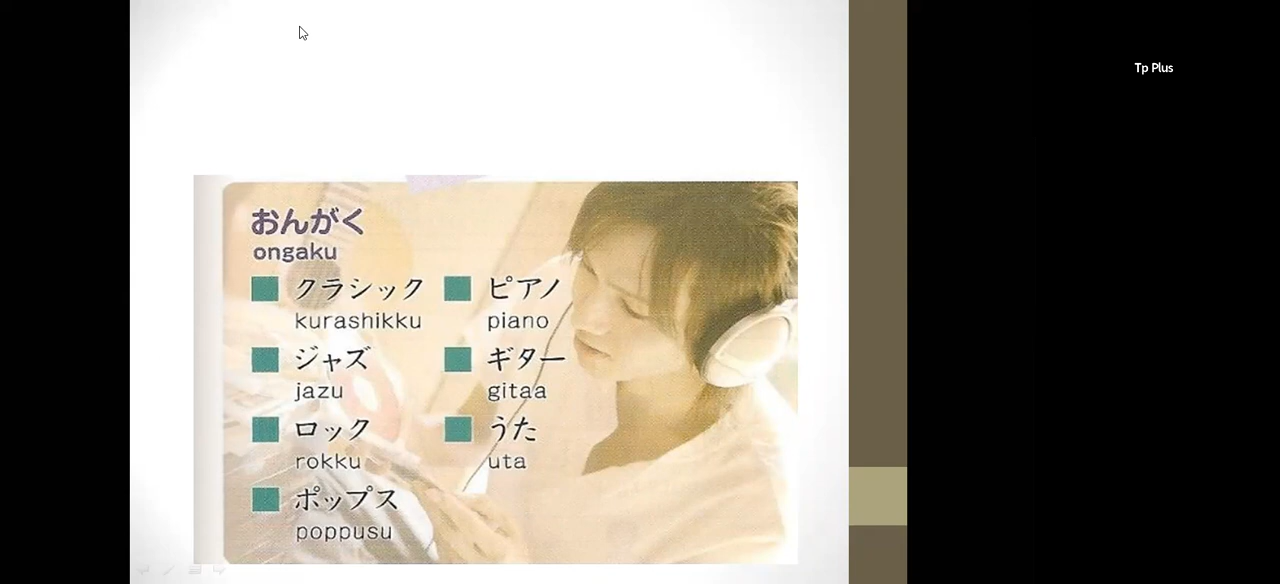 Tp Plus
おんがく
ongaku
クラシック
kurashikku
ジャズ
jazu
ロック
rokku
ポップス
poppusu
ピアノ
piano
ギター
gitaa
うた
uta